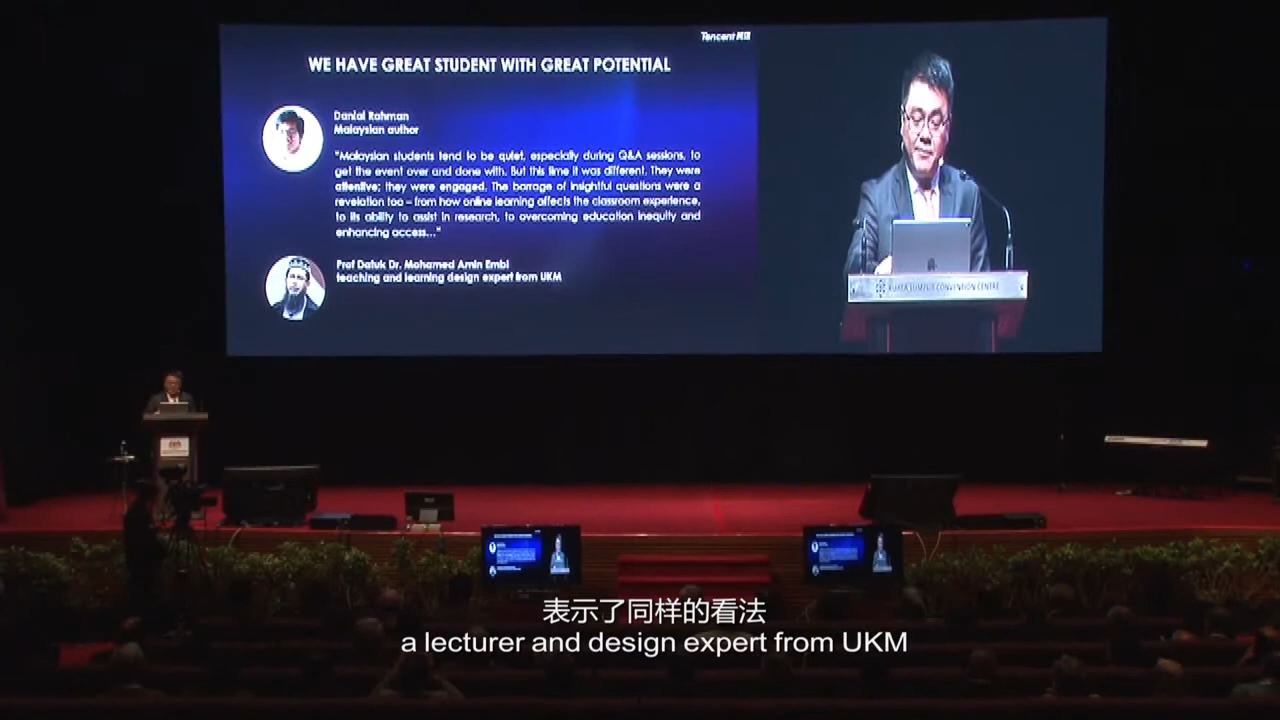 Tencent 腾讯
WE HAVE GREAT STUDENT WITH GREAT POTENTIAL
Danial Rahman
Malaysian author
"Malaysian students tend to be quiet, especially during Q&A sessions, to
get the event over and done with. But this time it was different. They were
attentive; they were engaged. The barrage of insightful questions were a
revelation too – from how online learning affects the classroom experience,
to its ability to assist in research, to overcoming education inequity and
enhancing access..."
Prof Datuk Dr. Mohamed Amin Embi
teaching and learning design expert from UKM
KUALA LUMPUR CONVENTION CENTRE
表示了同样的看法
a lecturer and design expert from UKM